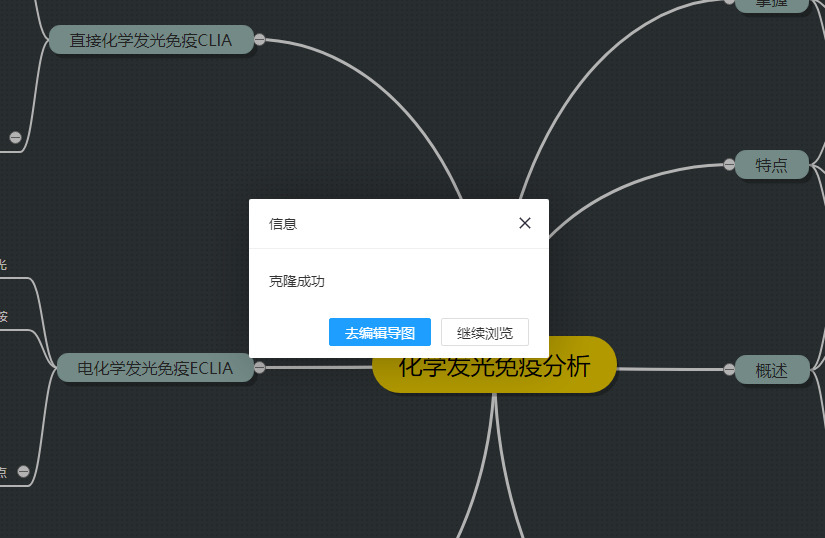 掌握
直接化学发光免疫CLIA
特点
信息
克隆成功
去编辑导图
继续浏览
化学发光免疫分析
电化学发光免疫ECLIA
概述
点